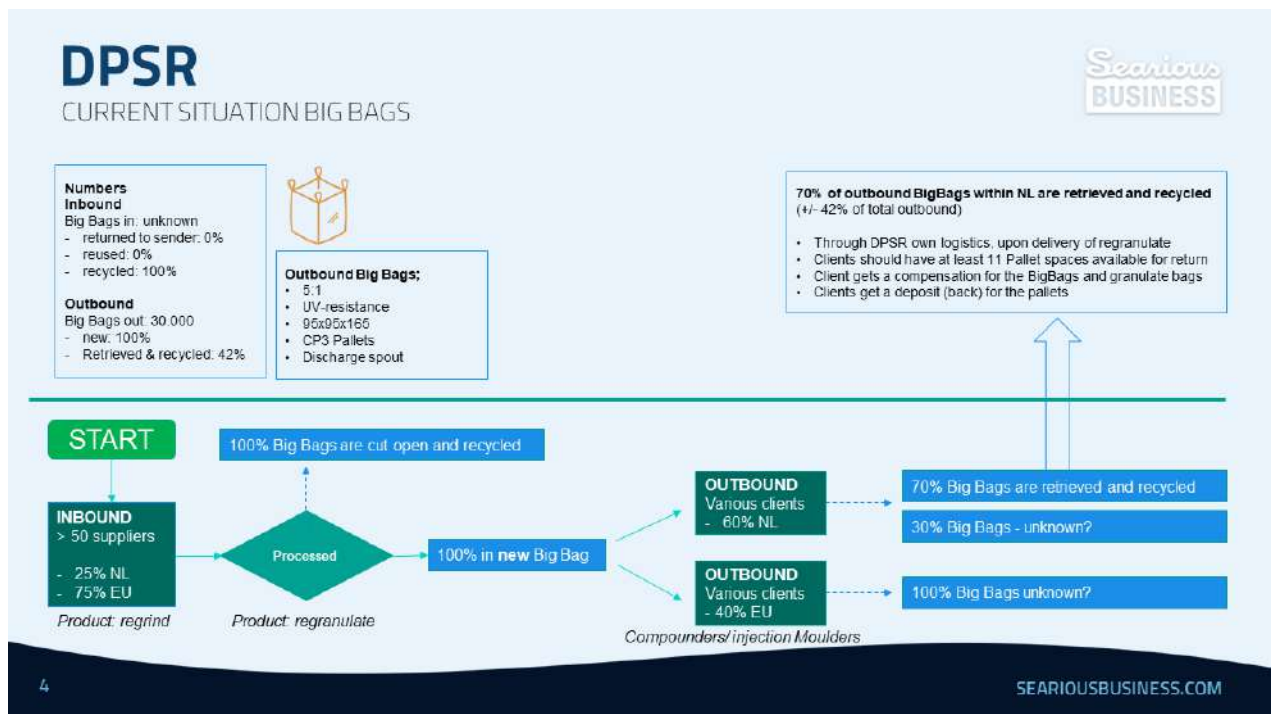 DPSR
CURRENT SITUATION BIG BAGS
Searious
BUSINESS
Numbers
Inbound
Big Bags in: unknown
- returned to sender: 0%
- reused: 0%
- recycled: 100%
Outbound
Big Bags out: 30.000
- new: 100%
- Retrieved & recycled: 42%
Outbound Big Bags;
• 5:1
• UV-resistance
• 95x95x165
• CP3 Pallets
• Discharge spout
70% of outbound BigBags within NL are retrieved and recycled
(+/- 42% of total outbound)
• Through DPSR own logistics, upon delivery of regranulate
• Clients should have at least 11 Pallet spaces available for return
• Client gets a compensation for the BigBags and granulate bags
• Clients get a deposit (back) for the pallets
START
100% Big Bags are cut open and recycled
INBOUND
> 50 suppliers
- 25% NL
- 75% EU
Product: regrind
Processed
Product: regranulate
100% in new Big Bag
OUTBOUND
Various clients
- 60% NL
70% Big Bags are retrieved and recycled
30% Big Bags - unknown?
OUTBOUND
Various clients
- 40% EU
100% Big Bags unknown?
Compounders/injection Moulders
4
SEARIOUSBUSINESS.COM